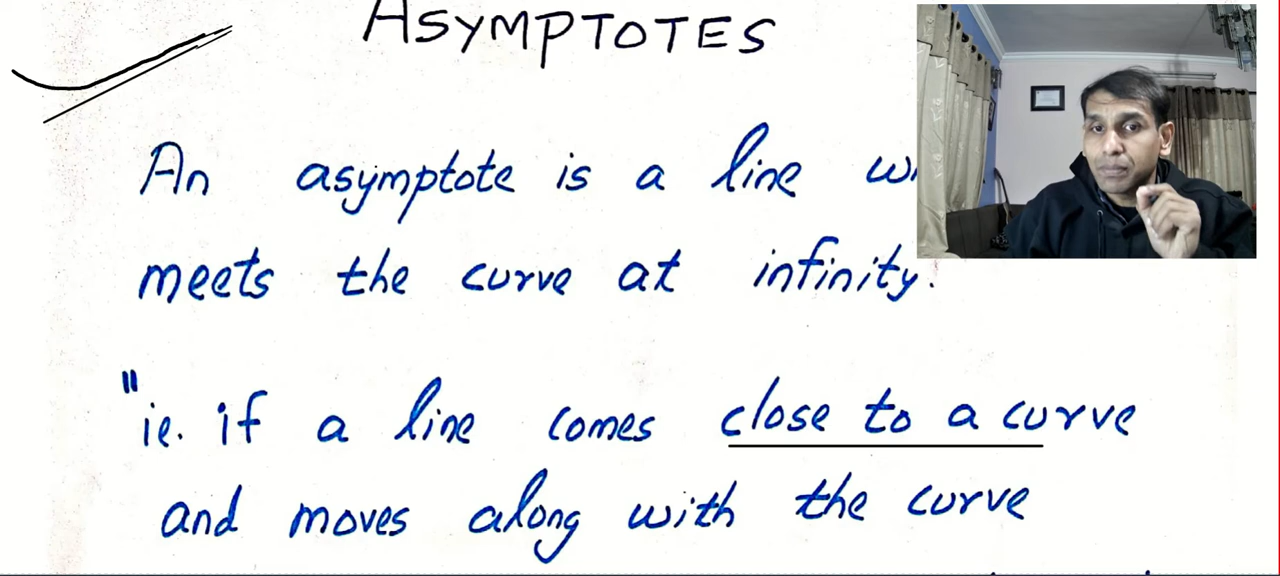 ASYMPTOTES
An asymptote is a line
meets the curve at infinity.
"ie. if a line comes close to a curve
and moves along with the curve